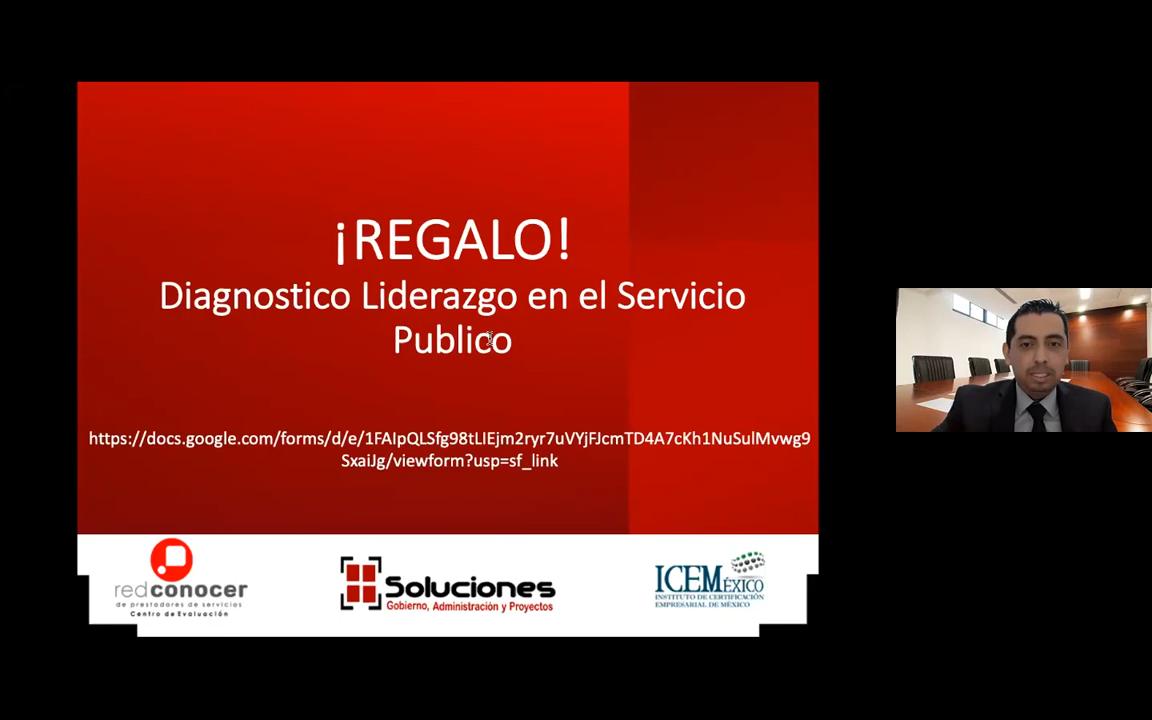 ¡REGALO!
Diagnostico Liderazgo en el Servicio
Publico
https://docs.google.com/forms/d/e/1FAIpQLSfg98tLIEjm2ryr7uVYjFJcmTD4A7cKh1NuSulMvwg9
SxaiJg/viewform?usp=sf_link
redconocer
de prestadores de servicios
Centro de Evaluación
Soluciones
Gobierno, Administración y Proyectos
ICEMÉXICO
INSTITUTO DE CERTIFICACIÓN
EMPRESARIAL DE MÉXICO